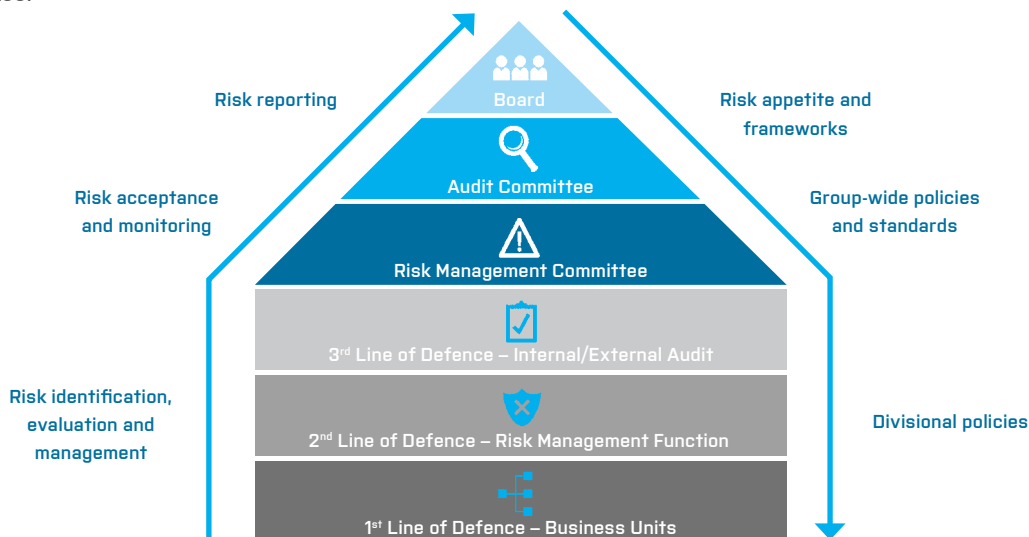 Risk reporting
Board
Risk appetite and
frameworks
Audit Committee
Risk acceptance
and monitoring
Group-wide policies
and standards
Risk Management Committee
3rd Line of Defence – Internal/External Audit
Risk identification,
evaluation and
management
2nd Line of Defence – Risk Management Function
Divisional policies
1st Line of Defence – Business Units